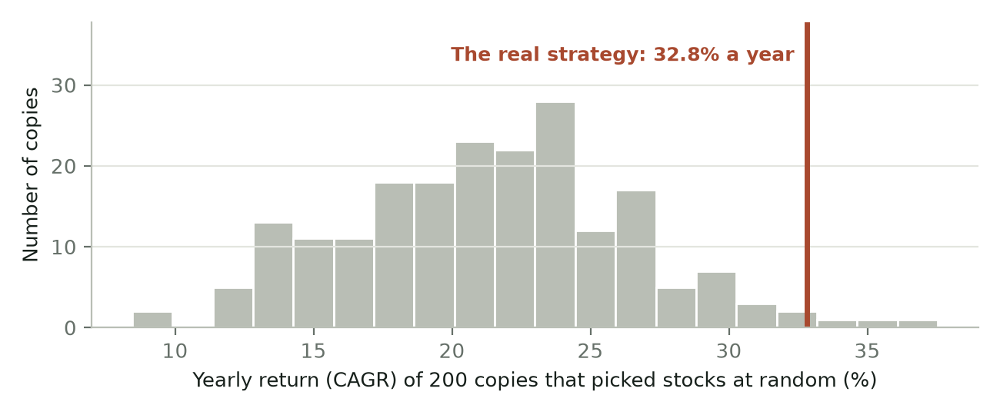 The real strategy: 32.8% a year
Number of copies
30
20
10
0
10 15 20 25 30 35
Yearly return (CAGR) of 200 copies that picked stocks at random (%)